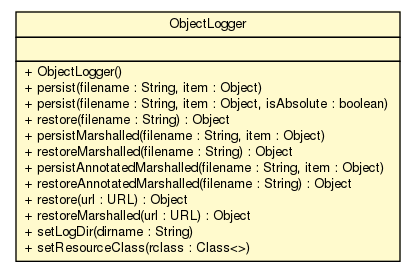 ObjectLogger
+ ObjectLogger()
+ persist(filename : String, item : Object)
+ persist(filename : String, item : Object, isAbsolute : boolean)
+ restore(filename : String) : Object
+ persistMarshalled(filename : String, item : Object)
+ restoreMarshalled(filename : String) : Object
+ persistAnnotatedMarshalled(filename : String, item : Object)
+ restoreAnnotatedMarshalled(filename : String) : Object
+ restore(url : URL) : Object
+ restoreMarshalled(url : URL) : Object
+ setLogDir(dirname : String)
+ setResourceClass(rclass : Class<>)